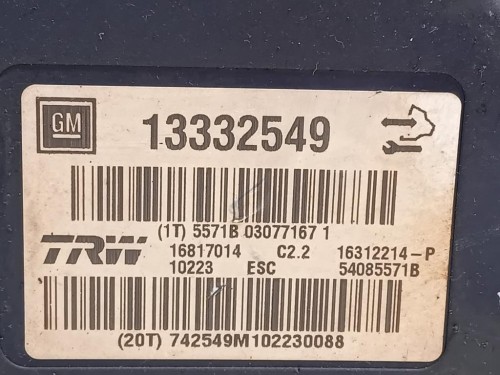 GM 13332549
(1T) 5571B 03077167 1
TRW 16817014 C2.2 16312214-P
10223 ESC 54085571B
(20T) 742549M102230088